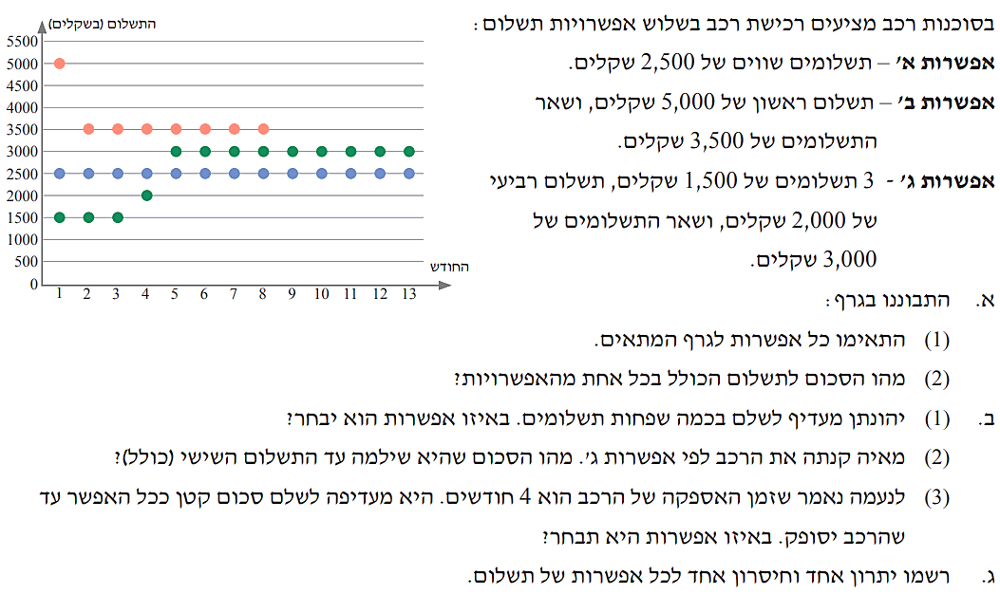 בסוכנות רכב מציעים רכישת רכב בשלוש אפשרויות תשלום:
אפשרות א׳ – תשלומים שווים של 2,500 שקלים.
אפשרות ב׳ – תשלום ראשון של 5,000 שקלים, ושאר
התשלומים של 3,500 שקלים.
אפשרות ג׳ - 3 תשלומים של 1,500 שקלים, תשלום רביעי
של 2,000 שקלים, ושאר התשלומים של
3,000 שקלים.
התשלום (בשקלים)
5500
5000
4500
4000
3500
3000
2500
2000
1500
1000
500
0
1 2 3 4 5 6 7 8 9 10 11 12 13
החודש
א. התבוננו בגרף:
(1) התאימו כל אפשרות לגרף המתאים.
(2) מהו הסכום לתשלום הכולל בכל אחת מהאפשרויות?
ב. (1) יהונתן מעדיף לשלם בכמה שפחות תשלומים. באיזו אפשרות הוא יבחר?
(2) מאיה קנתה את הרכב לפי אפשרות ג׳. מהו הסכום שהיא שילמה עד התשלום השישי (כולל)?
(3) לנעמה נאמר שזמן האספקה של הרכב הוא 4 חודשים. היא מעדיפה לשלם סכום קטן ככל האפשר עד
שהרכב יסופק. באיזו אפשרות היא תבחר?
ג. רשמו יתרון אחד וחיסרון אחד לכל אפשרות של תשלום.